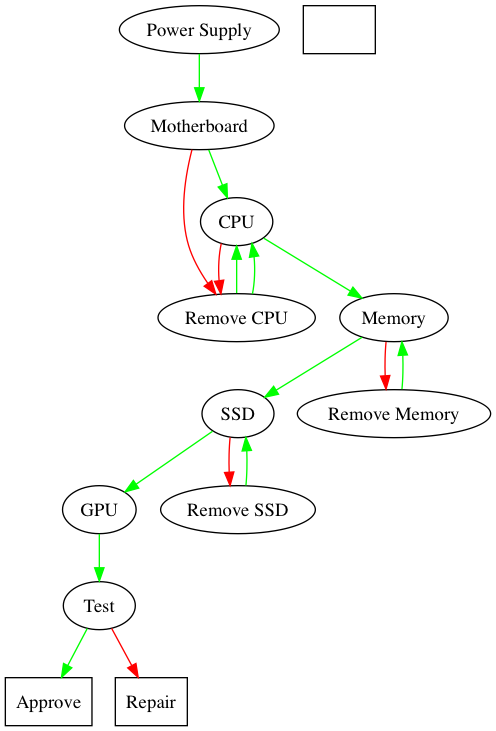 Power Supply
Motherboard
CPU
Remove CPU
Memory
SSD
Remove Memory
GPU
Remove SSD
Test
Approve
Repair